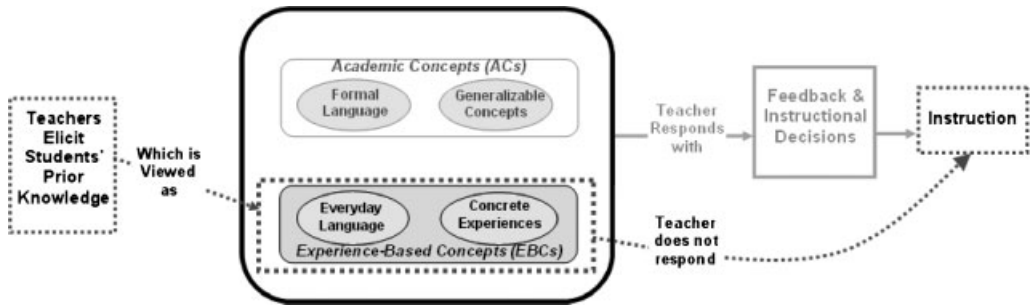 Teachers
Elicit
Students'
Prior
Knowledge
Which is
Viewed
as
Academic Concepts (ACs)
Formal
Language
Generalizable
Concepts
Everyday
Language
Concrete
Experiences
Experience-Based Concepts (EBCs)
Teacher
Responds
with
Feedback &
Instructional
Decisions
Instruction
Teacher
does not
respond